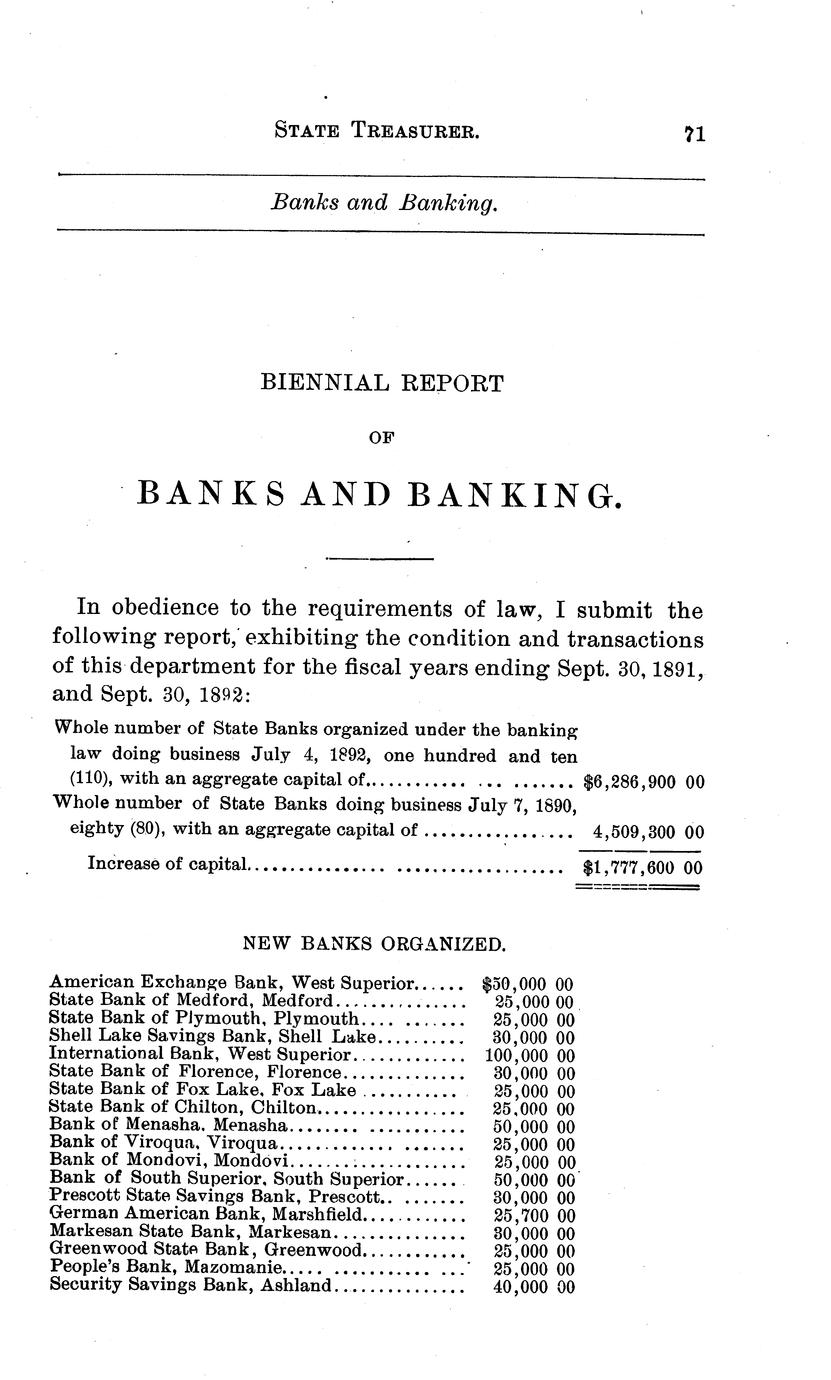 STATE TREASURER. 71
Banks and Banking.
BIENNIAL REPORT
OF
BANKS AND BANKING.
In obedience to the requirements of law, I submit the
following report, exhibiting the condition and transactions
of this department for the fiscal years ending Sept. 30, 1891,
and Sept. 30, 1892:
Whole number of State Banks organized under the banking
law doing business July 4, 1892, one hundred and ten
(110), with an aggregate capital of.............. ... ....... $6,286,900 00
Whole number of State Banks doing business July 7, 1890,
eighty (80), with an aggregate capital of .................. 4,509,300 00
Increase of capital................ .................... $1,777,600 00
NEW BANKS ORGANIZED.
American Exchange Bank, West Superior...... $50,000 00
State Bank of Medford, Medford............... 25,000 00
State Bank of Plymouth, Plymouth.... ....... 25,000 00
Shell Lake Savings Bank, Shell Lake.......... 30,000 00
International Bank, West Superior............. 100,000 00
State Bank of Florence, Florence.............. 30,000 00
State Bank of Fox Lake, Fox Lake ........... 25,000 00
State Bank of Chilton, Chilton................. 25,000 00
Bank of Menasha, Menasha........ ........... 50,000 00
Bank of Viroqua, Viroqua............. ....... 25,000 00
Bank of Mondovi, Mondovi..................... 25,000 00
Bank of South Superior, South Superior...... 50,000 00
Prescott State Savings Bank, Prescott.. ....... 30,000 00
German American Bank, Marshfield............ 25,700 00
Markesan State Bank, Markesan............... 30,000 00
Greenwood State Bank, Greenwood............ 25,000 00
People's Bank, Mazomanie..... ........... ... 25,000 00
Security Savings Bank, Ashland............... 40,000 00